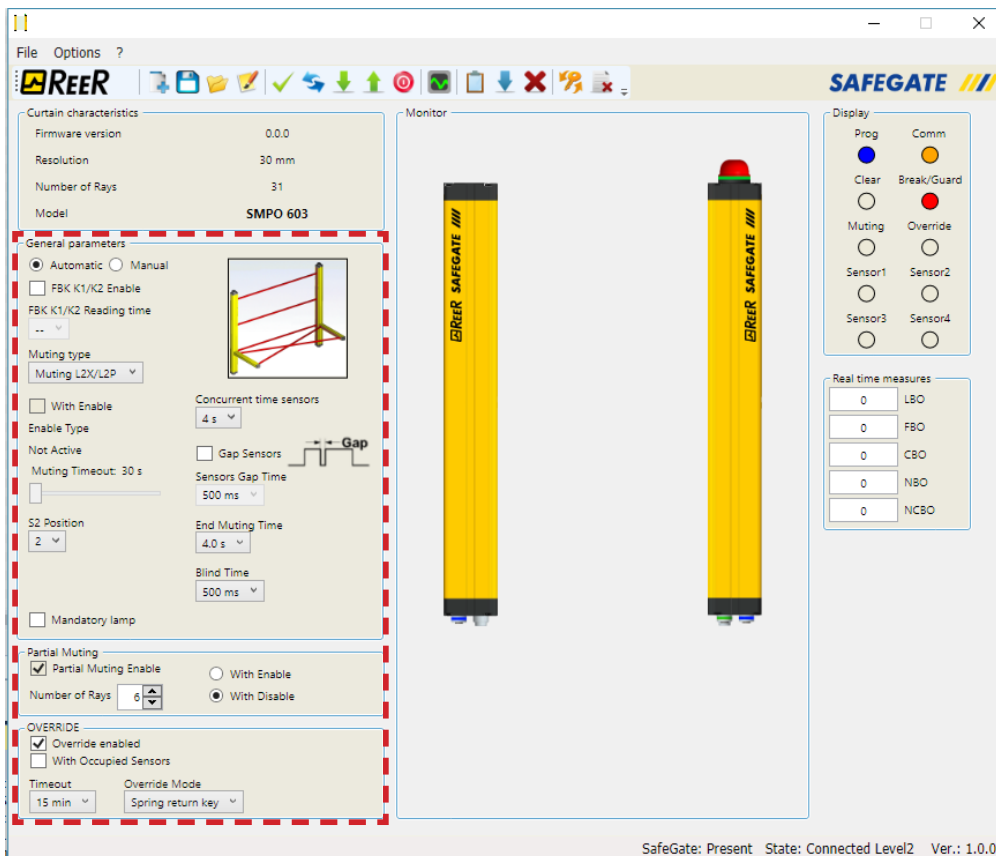 File Options ?
REER
SAFEGATE
Curtain characteristics
Firmware version 0.0.0
Resolution 30 mm
Number of Rays 31
Model SMPO 603
General parameters
Automatic Manual
FBK K1/K2 Enable
FBK K1/K2 Reading time
--
Muting type
Muting L2X/L2P
With Enable
Enable Type
Not Active
Muting Timeout: 30 s
S2 Position
2
Concurrent time sensors
4 s
Gap Sensors
Gap
Sensors Gap Time
500 ms
End Muting Time
4.0 s
Blind Time
500 ms
Mandatory lamp
Partial Muting
Partial Muting Enable
Number of Rays 6
With Enable
With Disable
OVERRIDE
Override enabled
With Occupied Sensors
Timeout
15 min
Override Mode
Spring return key
Monitor
REER SAFEGATE
REER SAFEGATE
Display
Prog Comm
Clear Break/Guard
Muting Override
Sensor1 Sensor2
Sensor3 Sensor4
Real time measures
0 LBO
0 FBO
0 CBO
0 NBO
0 NCBO
SafeGate: Present State: Connected Level2 Ver.: 1.0.0